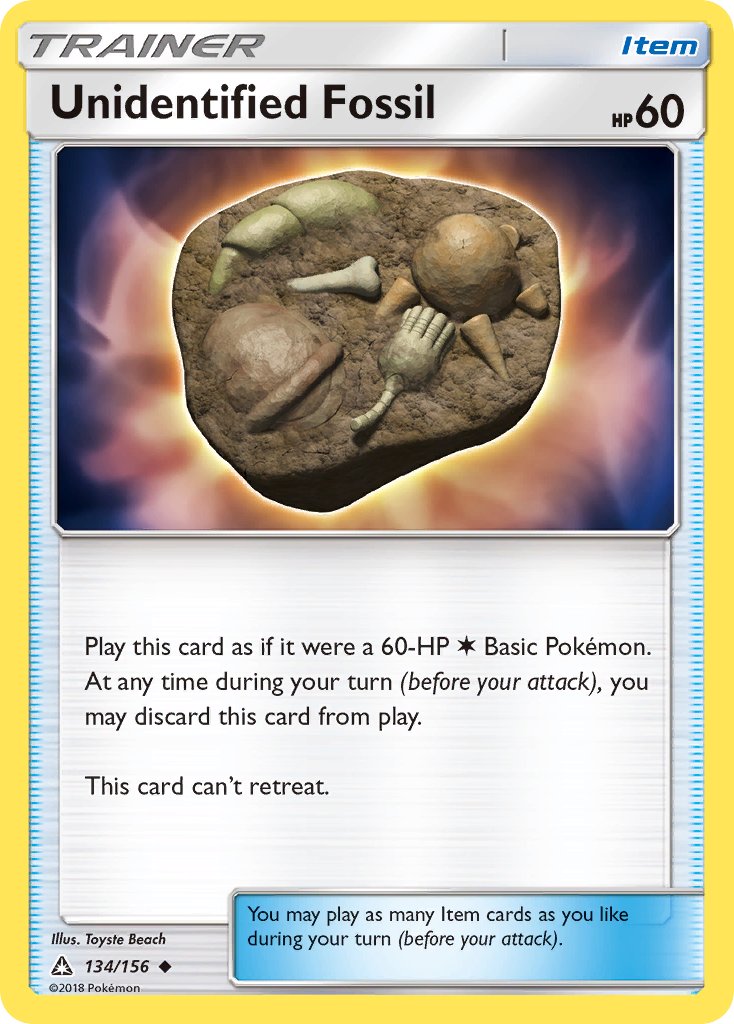 TRAINER
Item
Unidentified Fossil
HP60
Play this card as if it were a 60-HP ✶ Basic Pokémon.
At any time during your turn (before your attack), you
may discard this card from play.
This card can’t retreat.
You may play as many Item cards as you like
during your turn (before your attack).
Illus. Toyste Beach
134/156 ◆
©2018 Pokémon